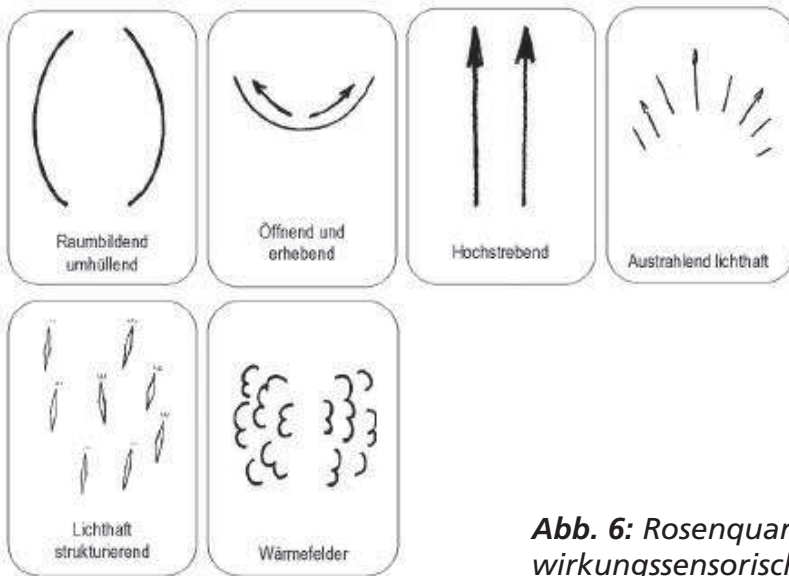 Raumbildend
umhüllend
Öffnend und
erhebend
Hochstrebend
Austrahlend lichthaft
Lichthaft
strukturierend
Wärmefelder
Abb. 6: Rosenquar
wirkungssensorisch